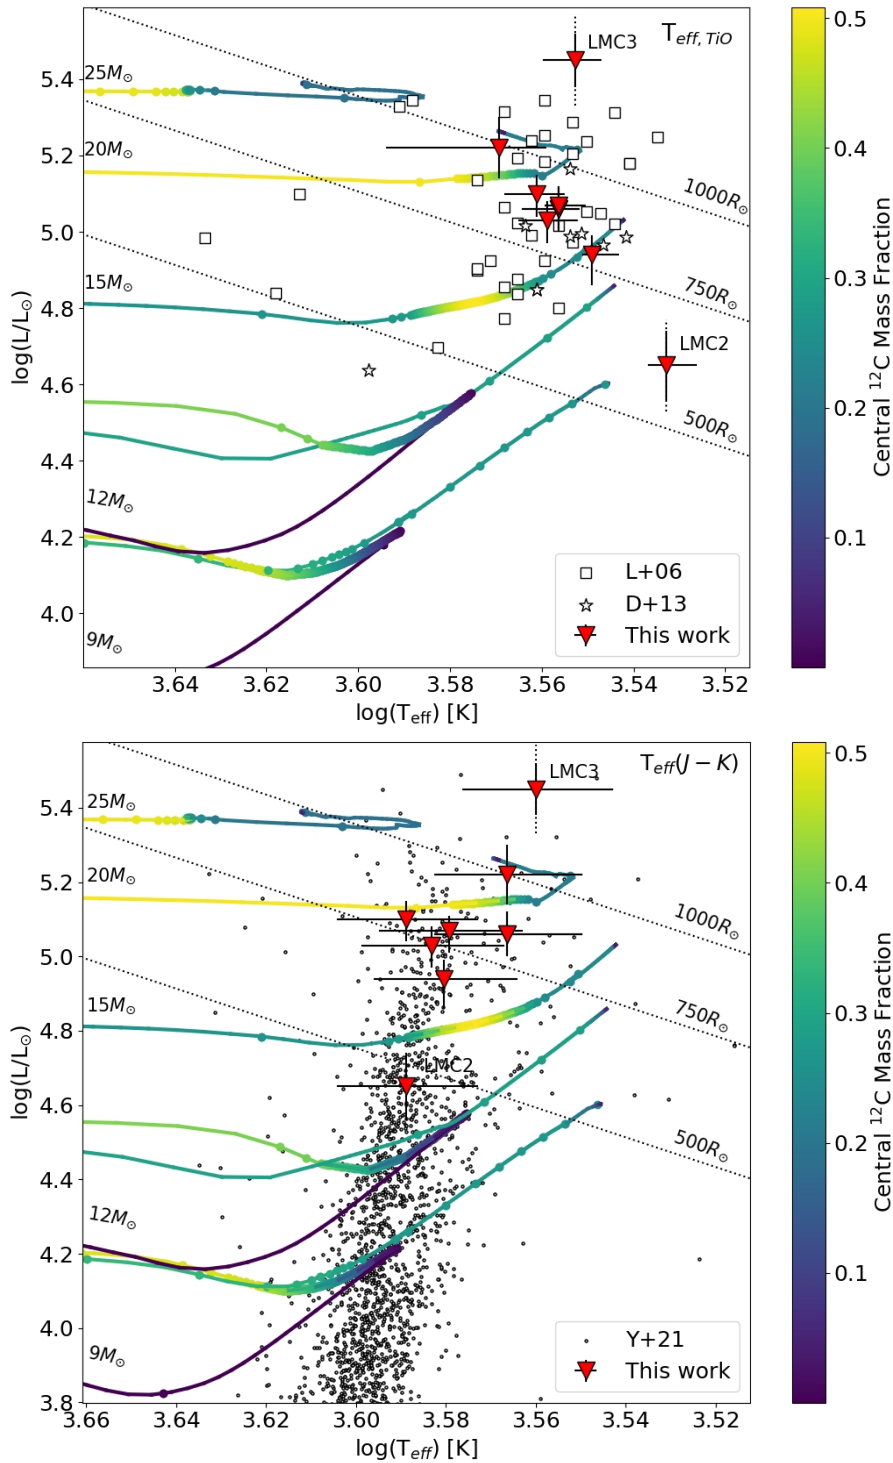 T_eff,TiO
LMC3
25M⊙
20M⊙
15M⊙
12M⊙
9M⊙
1000R⊙
750R⊙
LMC2
500R⊙
L+06
D+13
This work
5.4
5.2
5.0
4.8
4.6
4.4
4.2
4.0
log(L/L⊙)
3.64
3.62
3.60
3.58
3.56
3.54
3.52
log(T_eff) [K]
0.5
0.4
0.3
0.2
0.1
Central ¹²C Mass Fraction
T_eff(J − K)
LMC3
25M⊙
20M⊙
15M⊙
12M⊙
9M⊙
1000R⊙
750R⊙
LMC2
500R⊙
Y+21
This work
5.4
5.2
5.0
4.8
4.6
4.4
4.2
4.0
3.8
log(L/L⊙)
3.66
3.64
3.62
3.60
3.58
3.56
3.54
3.52
log(T_eff) [K]
0.5
0.4
0.3
0.2
0.1
Central ¹²C Mass Fraction